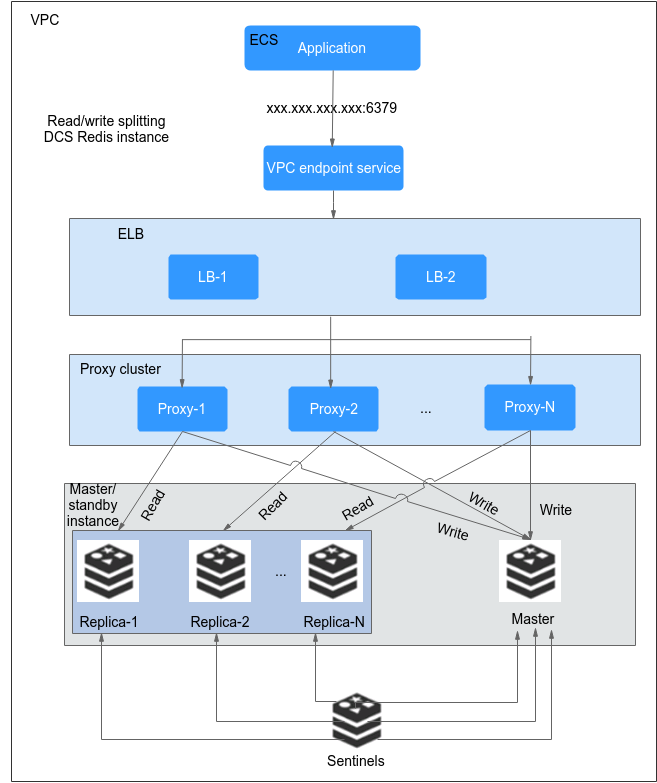 VPC
ECS
Application
xxx.xxx.xxx.xxx:6379
Read/write splitting
DCS Redis instance
VPC endpoint service
ELB
LB-1
LB-2
Proxy cluster
Proxy-1
Proxy-2
...
Proxy-N
Master/
standby
instance
Read
Read
Read
Write
Write
Write
...
Replica-1
Replica-2
Replica-N
Master
Sentinels